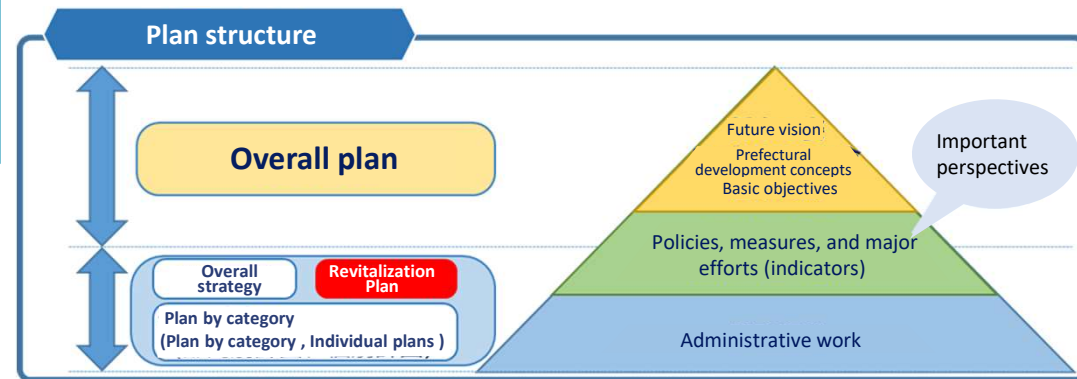 Plan structure
Overall plan
Overall
strategy
Revitalization
Plan
Plan by category
(Plan by category , Individual plans )
Future vision
Prefectural
development concepts
Basic objectives
Important
perspectives
Policies, measures, and major
efforts (indicators)
Administrative work